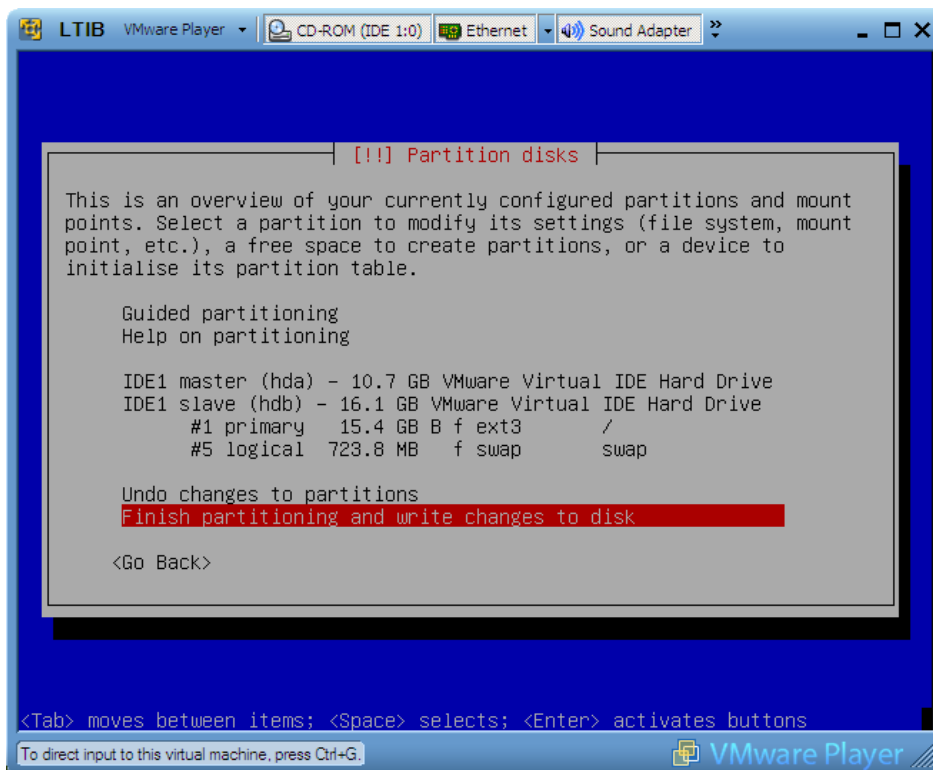 LTIB VMware Player CD-ROM (IDE 1:0) Ethernet Sound Adapter
[!!] Partition disks
This is an overview of your currently configured partitions and mount
points. Select a partition to modify its settings (file system, mount
point, etc.), a free space to create partitions, or a device to
initialise its partition table.
Guided partitioning
Help on partitioning
IDE1 master (hda) - 10.7 GB VMware Virtual IDE Hard Drive
IDE1 slave (hdb) - 16.1 GB VMware Virtual IDE Hard Drive
#1 primary 15.4 GB B f ext3 /
#5 logical 723.8 MB f swap swap
Undo changes to partitions
Finish partitioning and write changes to disk
<Go Back>
<Tab> moves between items; <Space> selects; <Enter> activates buttons
To direct input to this virtual machine, press Ctrl+G. VMware Player